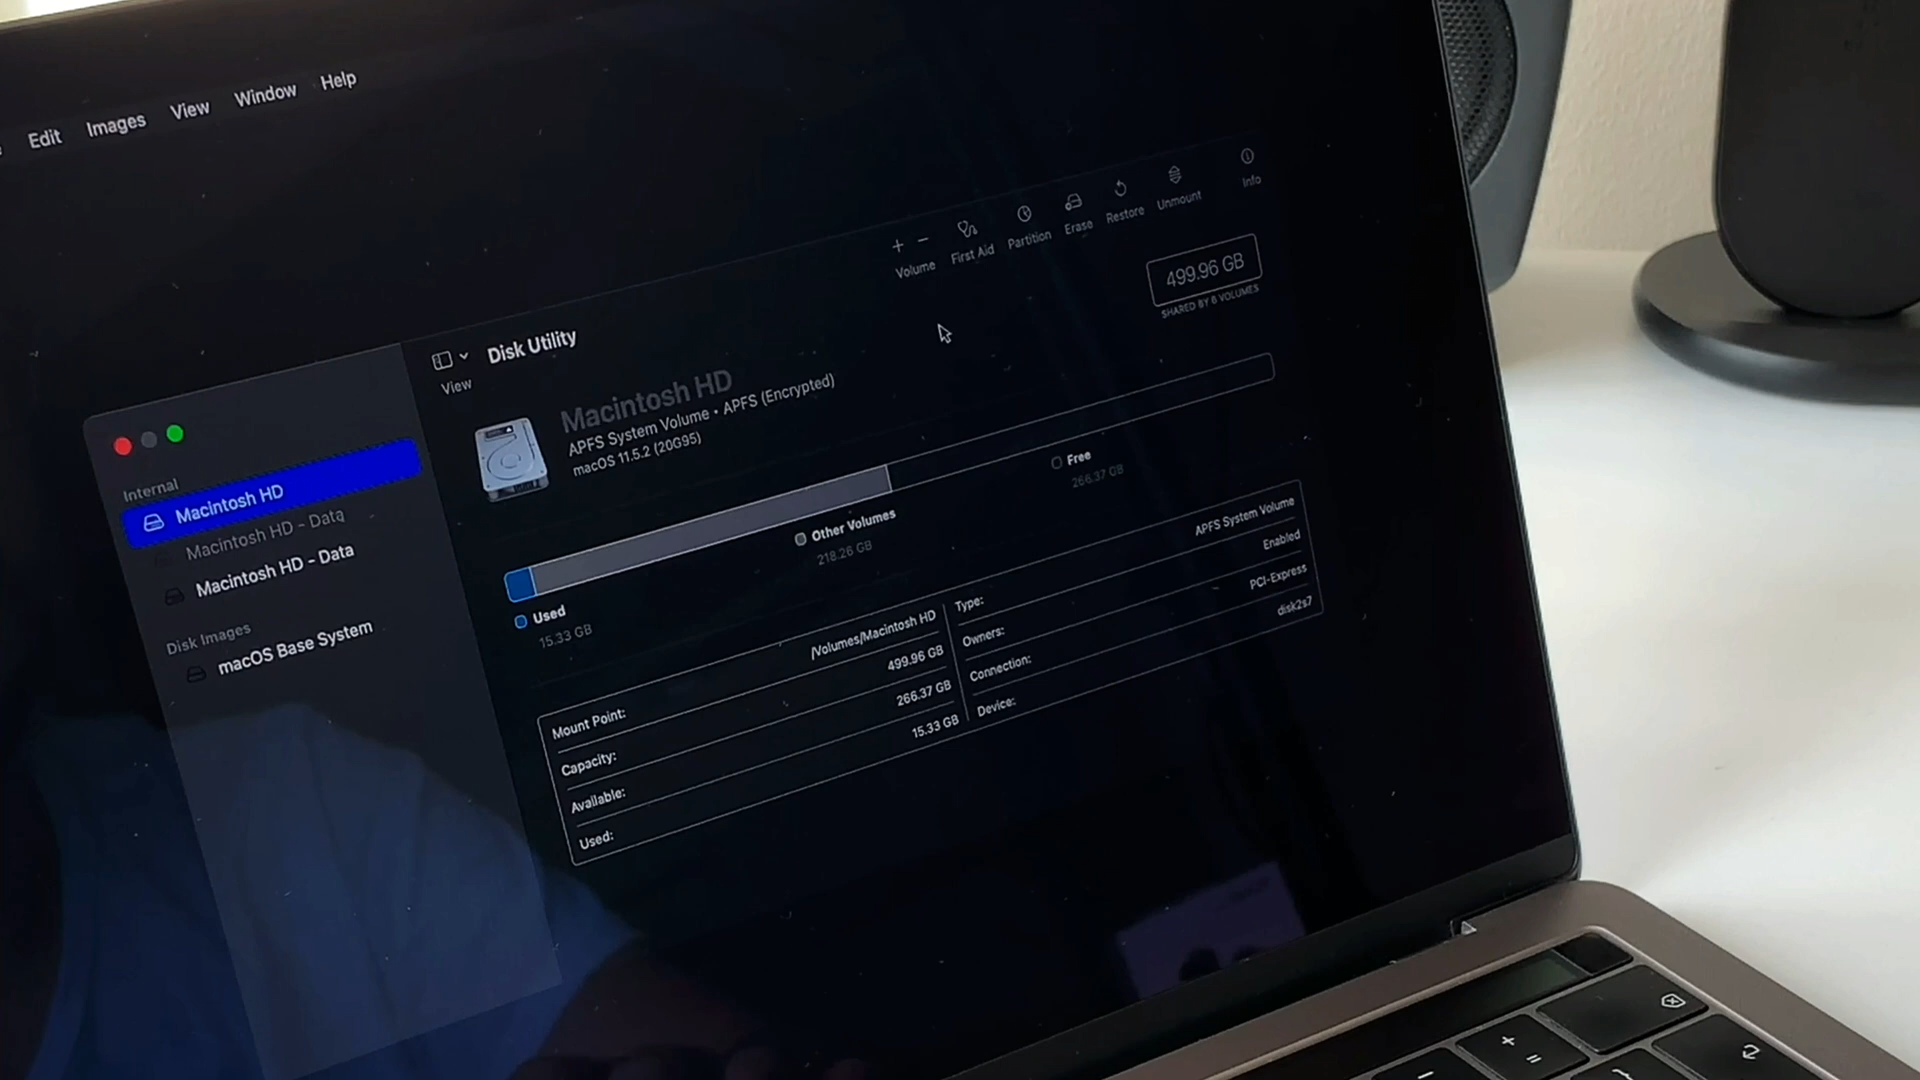 Edit Images View Window Help
Volume First Aid Partition Erase Restore Unmount Info
View Disk Utility
499.96 GB
SHARED BY 6 VOLUMES
Internal
Macintosh HD
Macintosh HD - Data
Macintosh HD - Data
Disk Images
macOS Base System
Macintosh HD
APFS System Volume • APFS (Encrypted)
macOS 11.5.2 (20G95)
Used
15.33 GB
Other Volumes
218.26 GB
Free
266.37 GB
Mount Point: /Volumes/Macintosh HD
Capacity: 499.96 GB
Available: 266.37 GB
Used: 15.33 GB
Type: APFS System Volume
Owners: Enabled
Connection: PCI-Express
Device: disk2s7
+
=